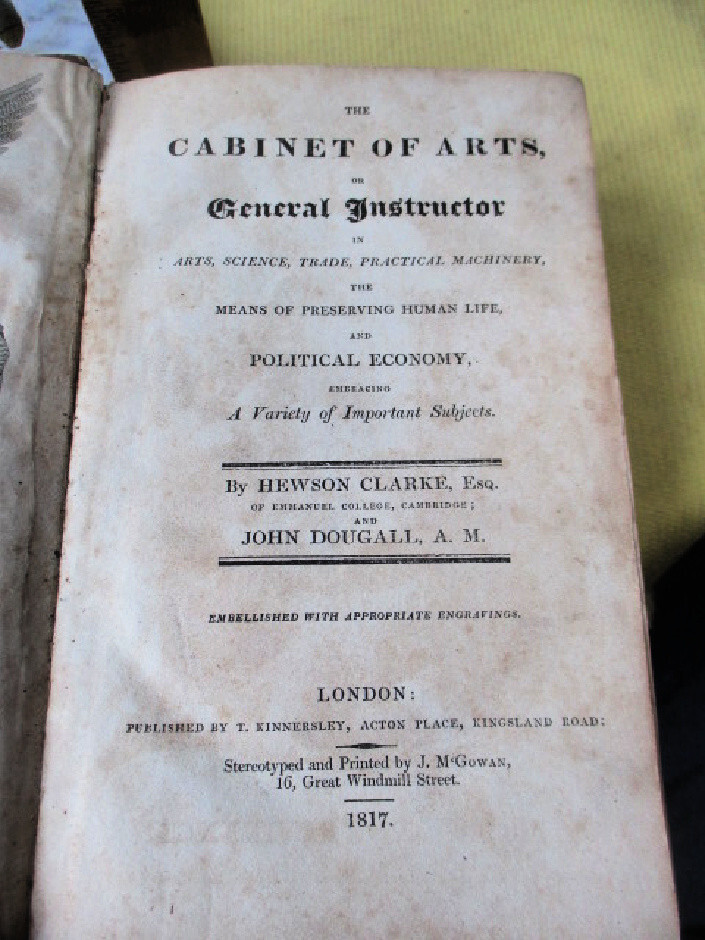 THE
CABINET OF ARTS,
OR
General Instructor
IN
ARTS, SCIENCE, TRADE, PRACTICAL MACHINERY,
THE
MEANS OF PRESERVING HUMAN LIFE,
AND
POLITICAL ECONOMY,
EMBRACING
A Variety of Important Subjects.
By HEWSON CLARKE, Esq.
OF EMMANUEL COLLEGE, CAMBRIDGE;
AND
JOHN DOUGALL, A. M.
EMBELLISHED WITH APPROPRIATE ENGRAVINGS.
LONDON:
PUBLISHED BY T. KINNERSLEY, ACTON PLACE, KINGSLAND ROAD:
Stereotyped and Printed by J. McGOWAN,
16, Great Windmill Street.
1817.